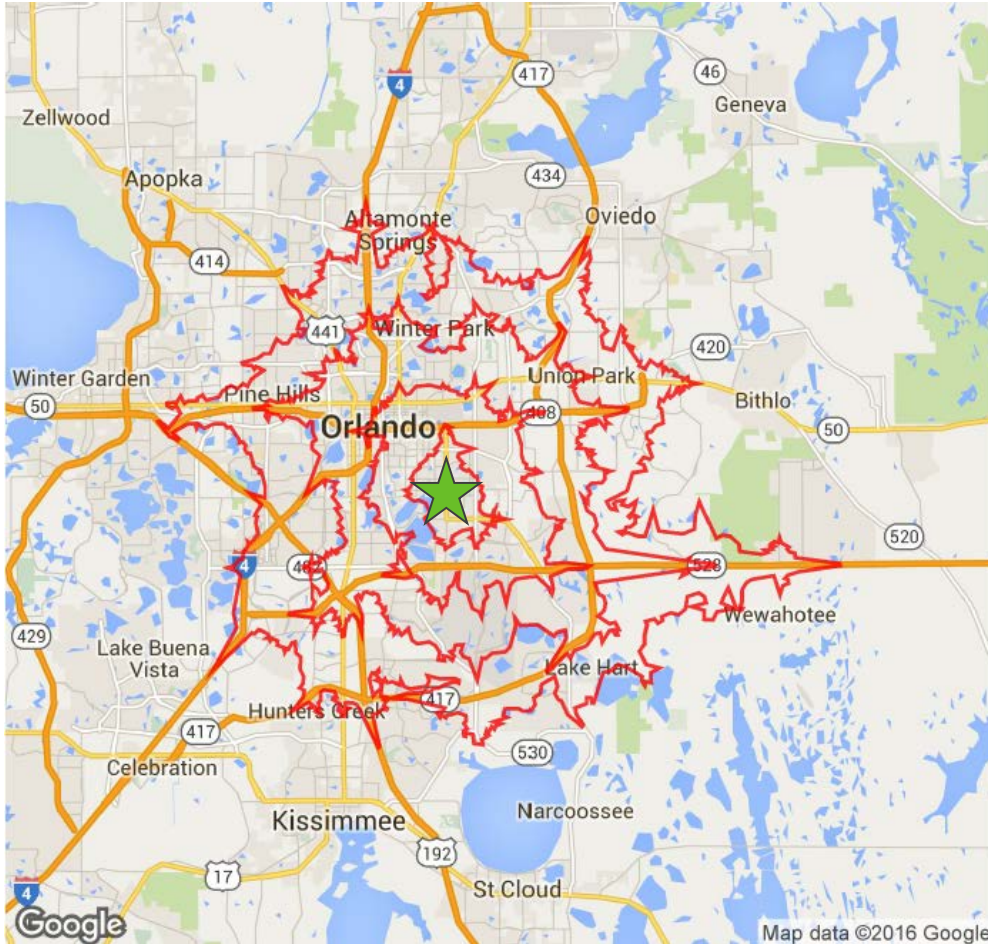 417
46
4
Geneva
Zellwood
434
Apopka
Oviedo
Altamonte
Springs
414
441
Winter Park
420
Winter Garden
Pine Hills
Union Park
Bithlo
50
408
Orlando
50
520
4
482
528
Wewahotee
429
Lake Buena
Vista
Lake Hart
417
Hunters Creek
417
530
Celebration
Narcoossee
Kissimmee
192
17
St Cloud
4
Google
Map data ©2016 Google